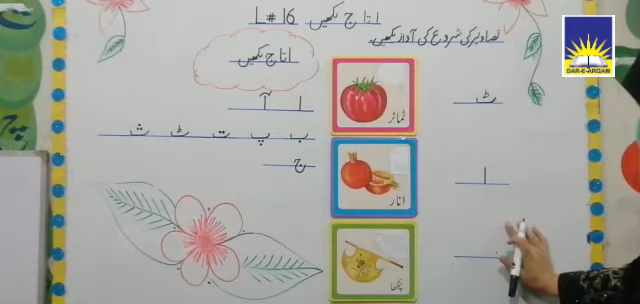 ا تا ج لکھیں L# 16
تصاویر کی شروع کی آواز لکھیں۔
ا تا ج لکھیں
ا آ
ب پ ت ٹ ث
ج
ٹماٹر
ٹ
انار
ا
پنکھا
DAR-E-ARQAM